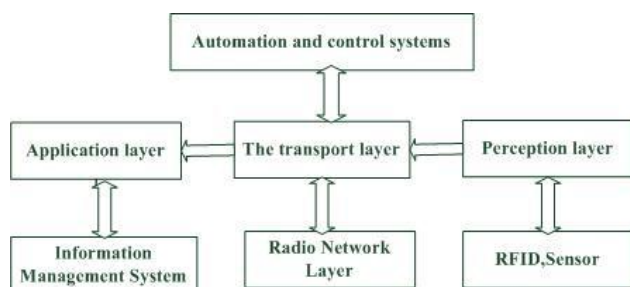 Automation and control systems
Application layer
The transport layer
Perception layer
Information
Management System
Radio Network
Layer
RFID,Sensor